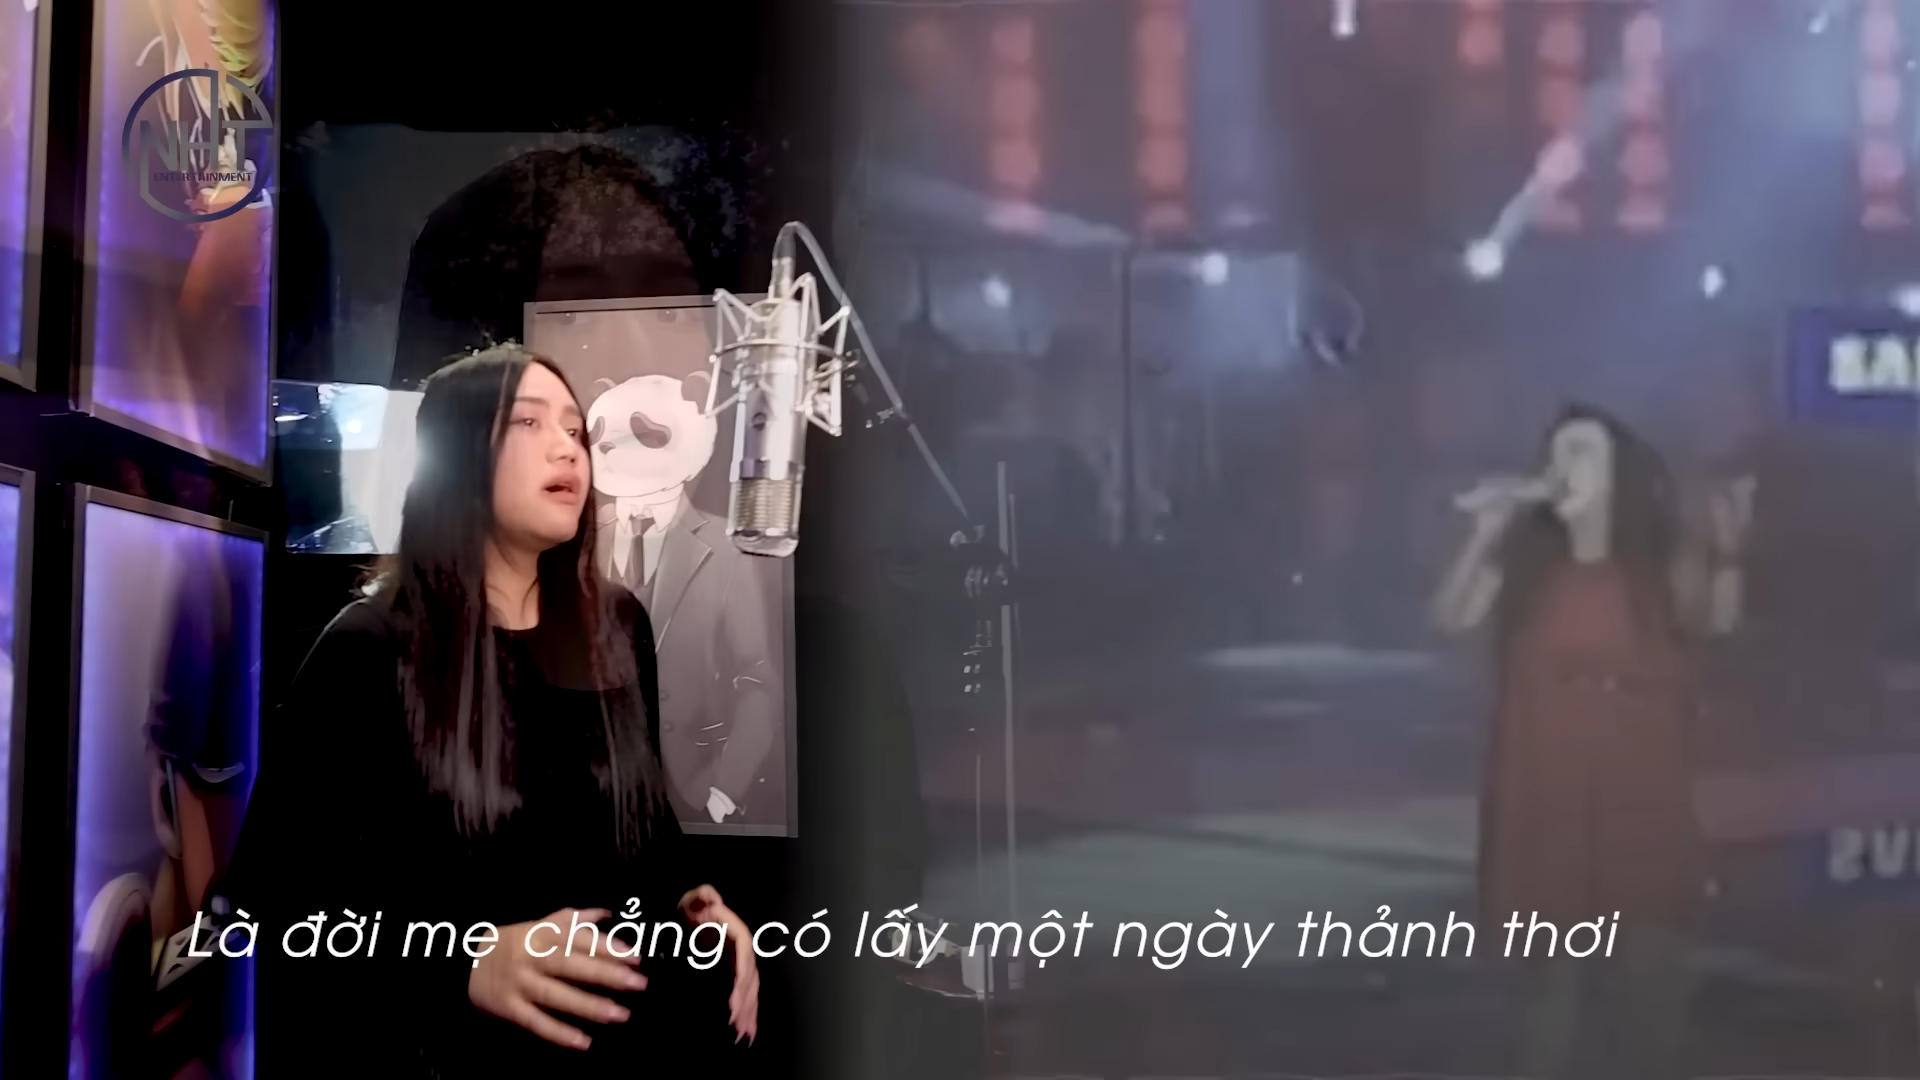 NHT
ENTERTAINMENT
Là đời mẹ chẳng có lấy một ngày thảnh thơi